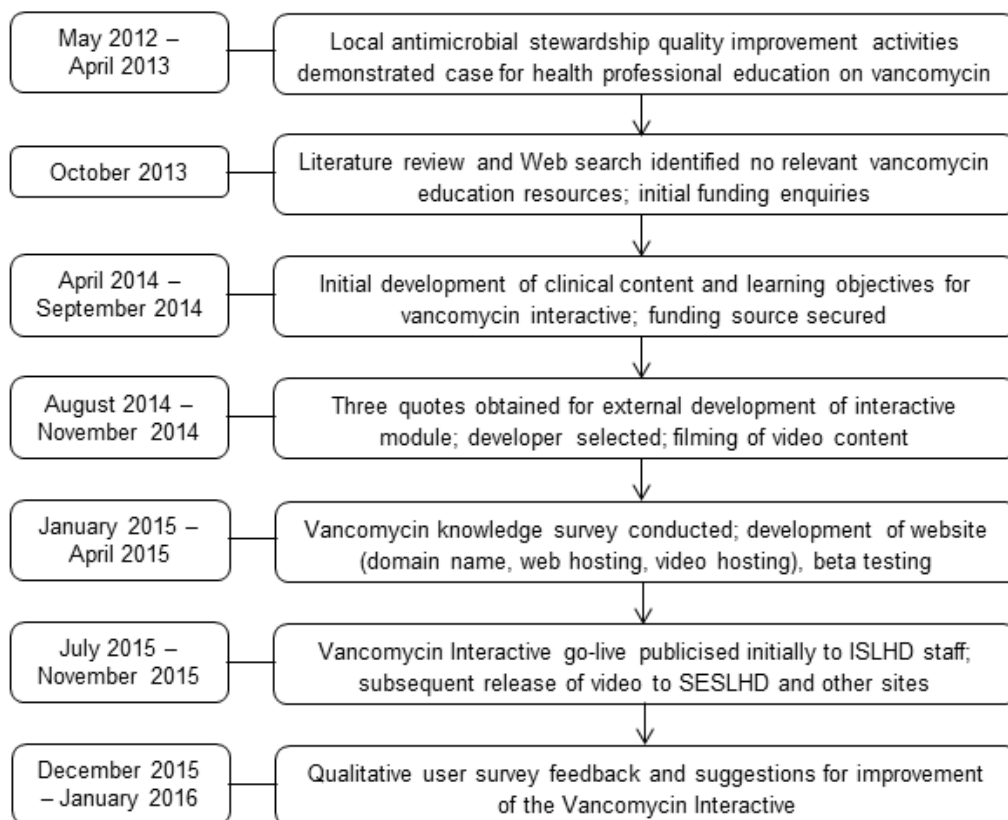 May 2012 –
April 2013
Local antimicrobial stewardship quality improvement activities
demonstrated case for health professional education on vancomycin
October 2013
Literature review and Web search identified no relevant vancomycin
education resources; initial funding enquiries
April 2014 –
September 2014
Initial development of clinical content and learning objectives for
vancomycin interactive; funding source secured
August 2014 –
November 2014
Three quotes obtained for external development of interactive
module; developer selected; filming of video content
January 2015 –
April 2015
Vancomycin knowledge survey conducted; development of website
(domain name, web hosting, video hosting), beta testing
July 2015 –
November 2015
Vancomycin Interactive go-live publicised initially to ISLHD staff;
subsequent release of video to SESLHD and other sites
December 2015
– January 2016
Qualitative user survey feedback and suggestions for improvement
of the Vancomycin Interactive